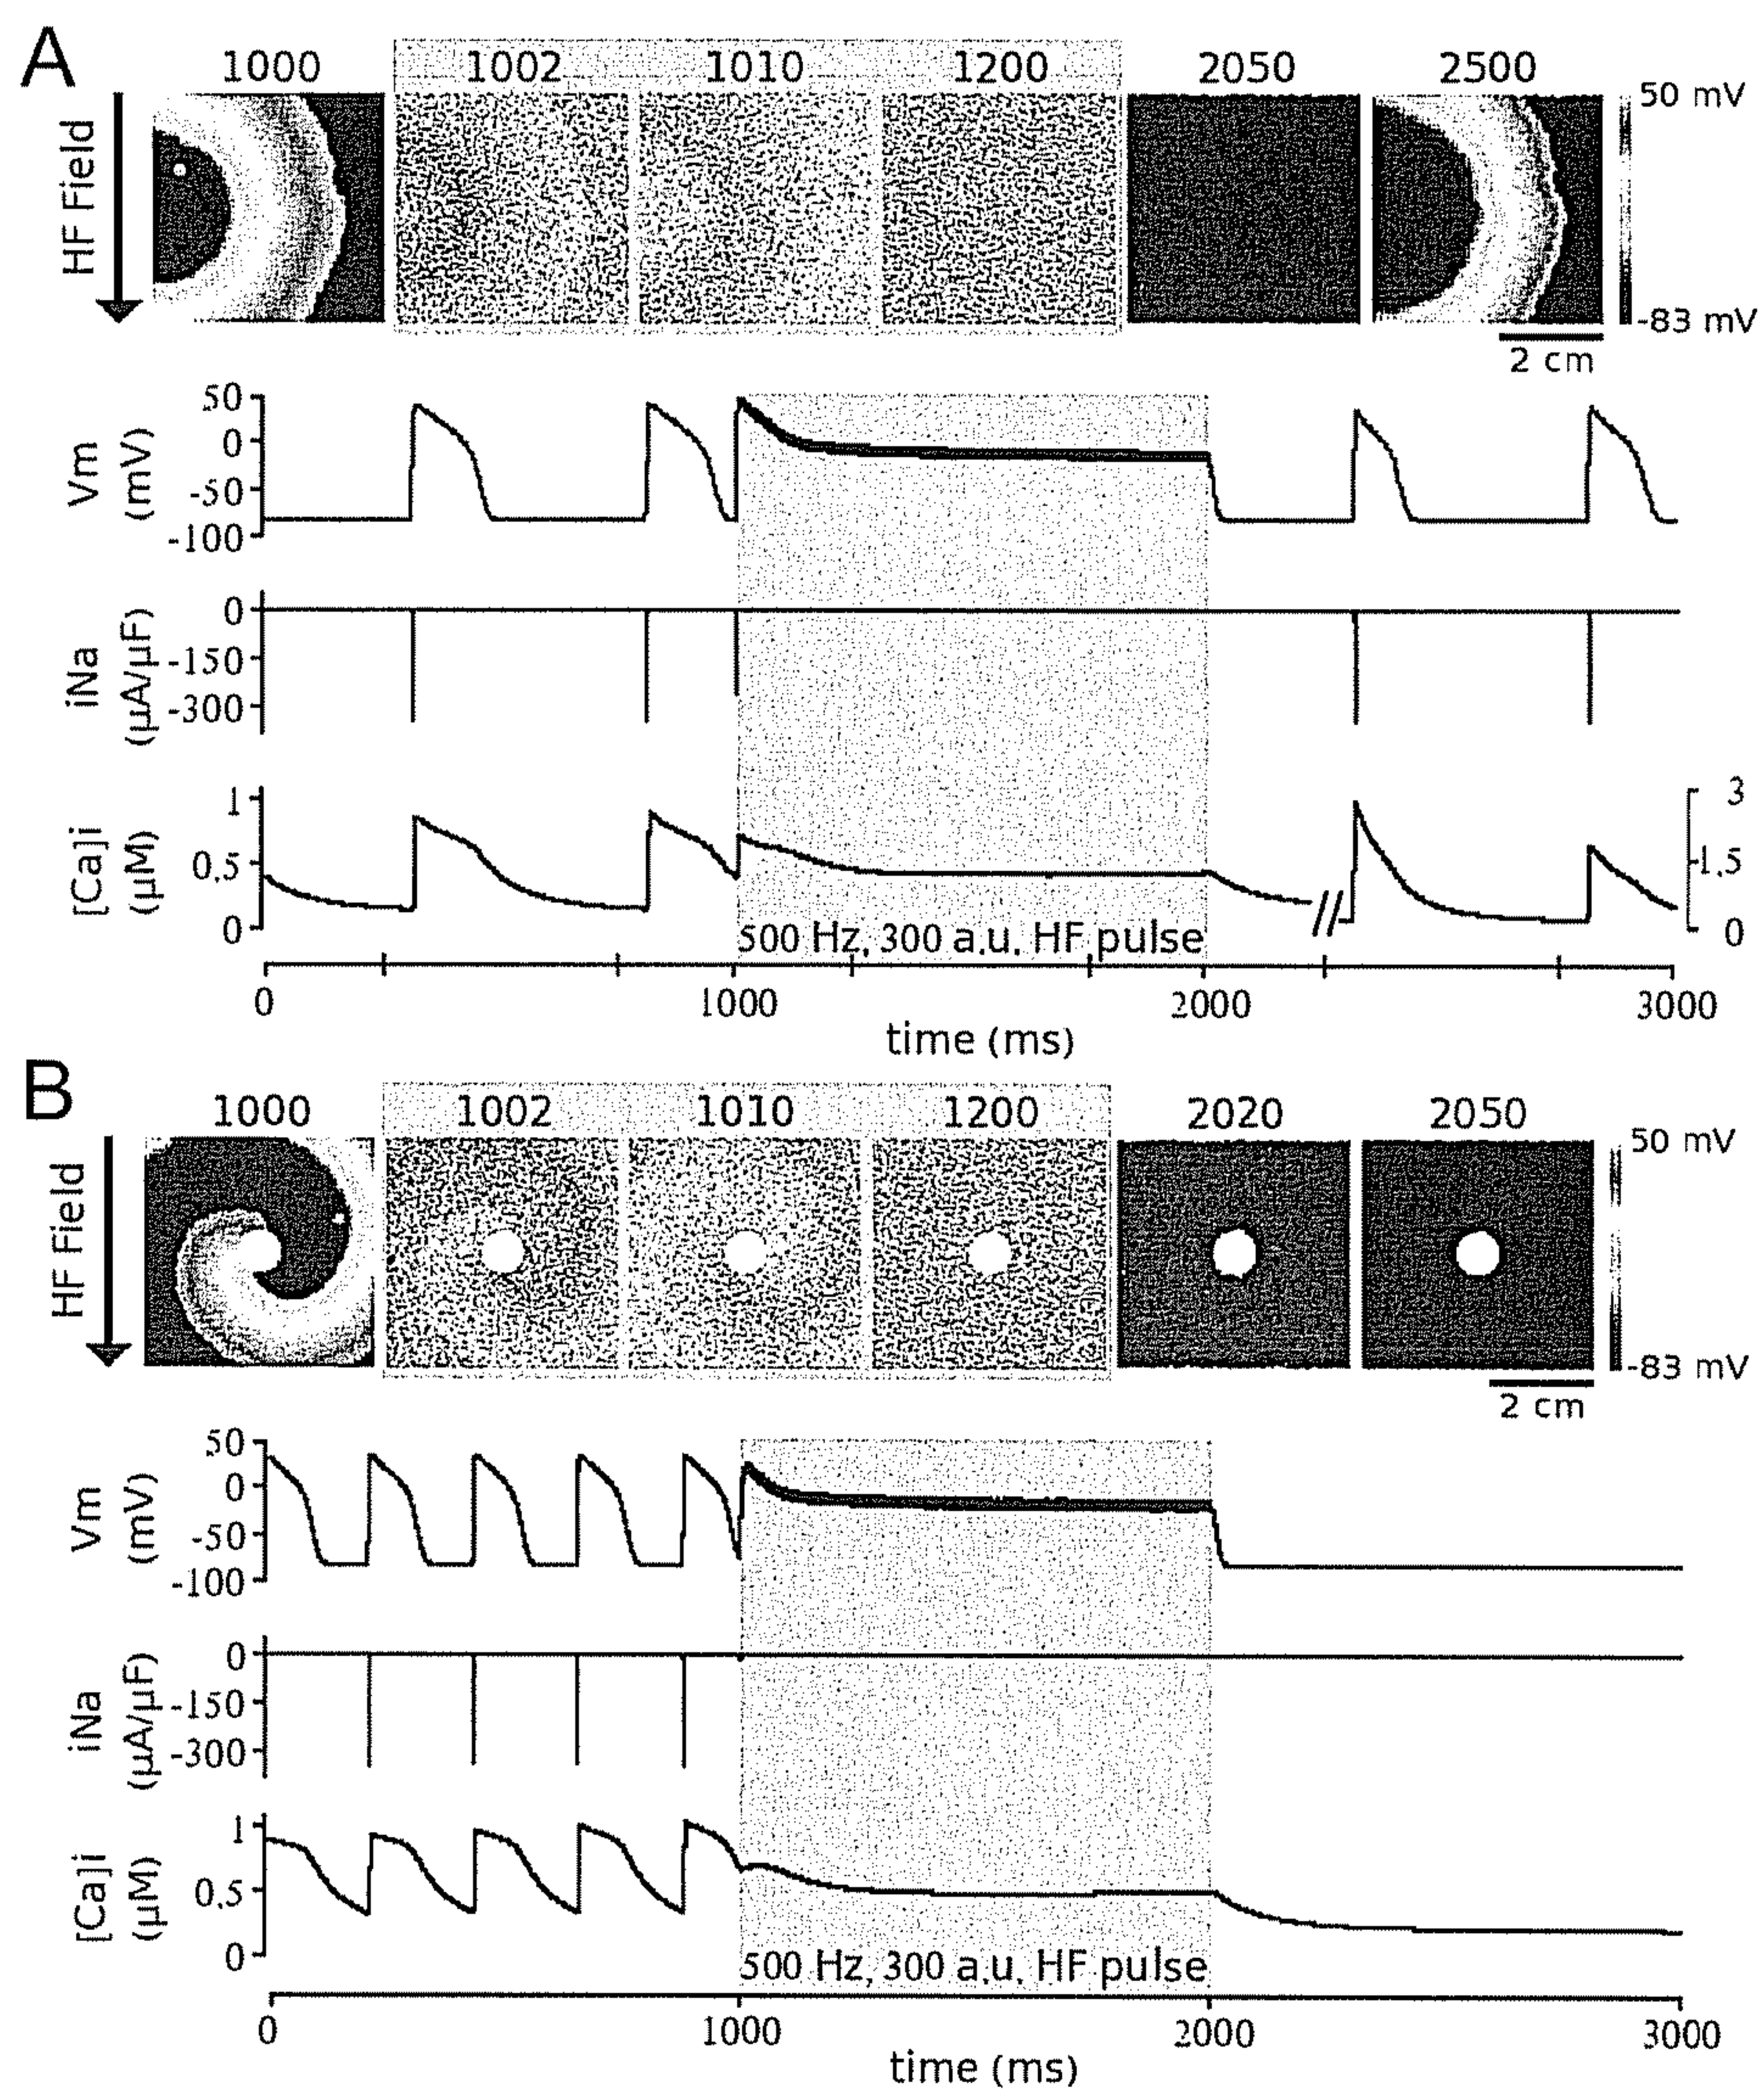 A
1000 1002 1010 1200 2050 2500
HF Field
50 mV
-83 mV
2 cm
Vm
(mV)
50
0
-50
-100
iNa
(µA/µF)
0
-150
-300
[Ca]i
(µM)
1
0.5
0
3
1.5
0
500 Hz, 300 a.u. HF pulse
0 1000 2000 3000
time (ms)
B
1000 1002 1010 1200 2020 2050
HF Field
50 mV
-83 mV
2 cm
Vm
(mV)
50
0
-50
-100
iNa
(µA/µF)
0
-150
-300
[Ca]i
(µM)
1
0.5
0
500 Hz, 300 a.u. HF pulse
0 1000 2000 3000
time (ms)